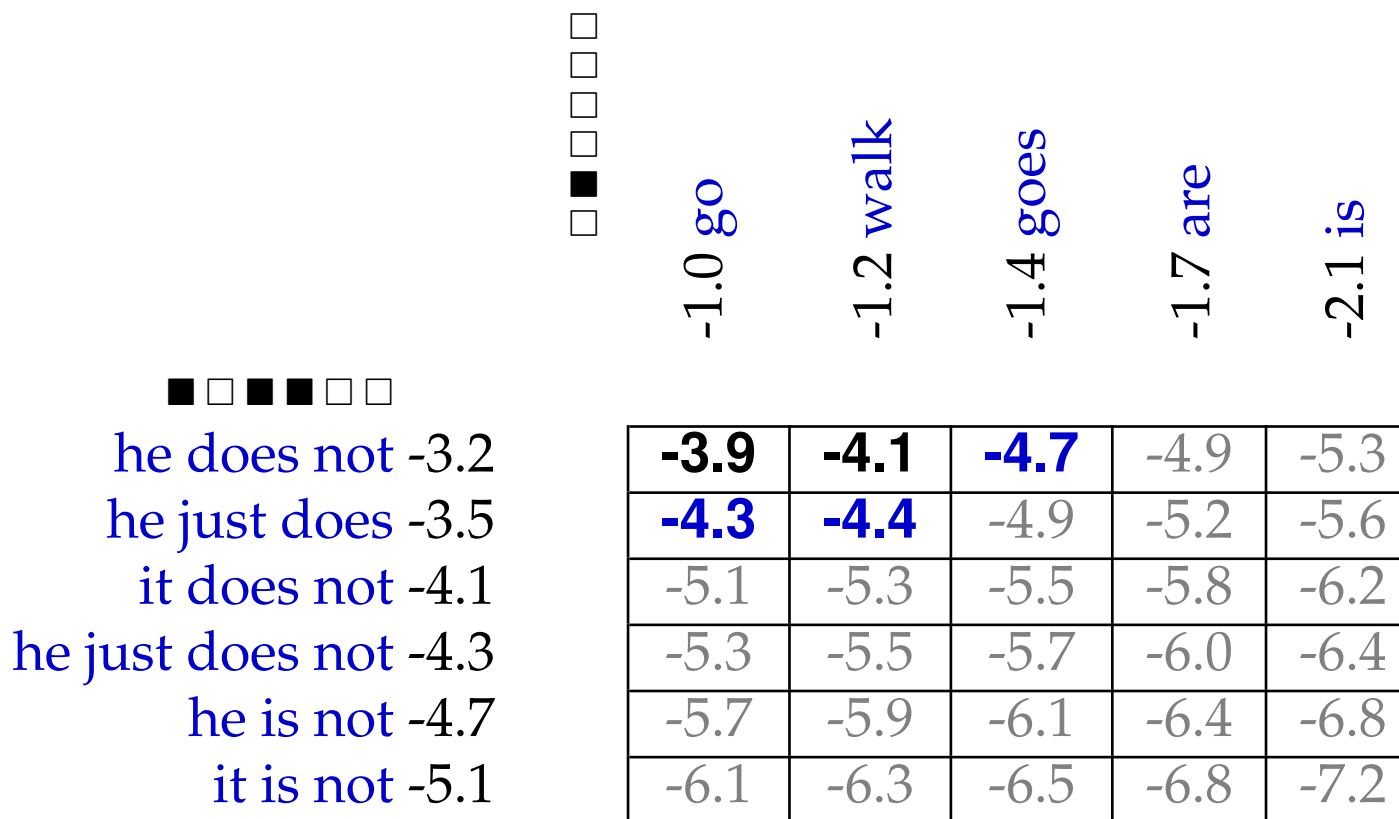 -1.0 go
-1.2 walk
-1.4 goes
-1.7 are
-2.1 is
he does not -3.2 -3.9 -4.1 -4.7 -4.9 -5.3
he just does -3.5 -4.3 -4.4 -4.9 -5.2 -5.6
it does not -4.1 -5.1 -5.3 -5.5 -5.8 -6.2
he just does not -4.3 -5.3 -5.5 -5.7 -6.0 -6.4
he is not -4.7 -5.7 -5.9 -6.1 -6.4 -6.8
it is not -5.1 -6.1 -6.3 -6.5 -6.8 -7.2